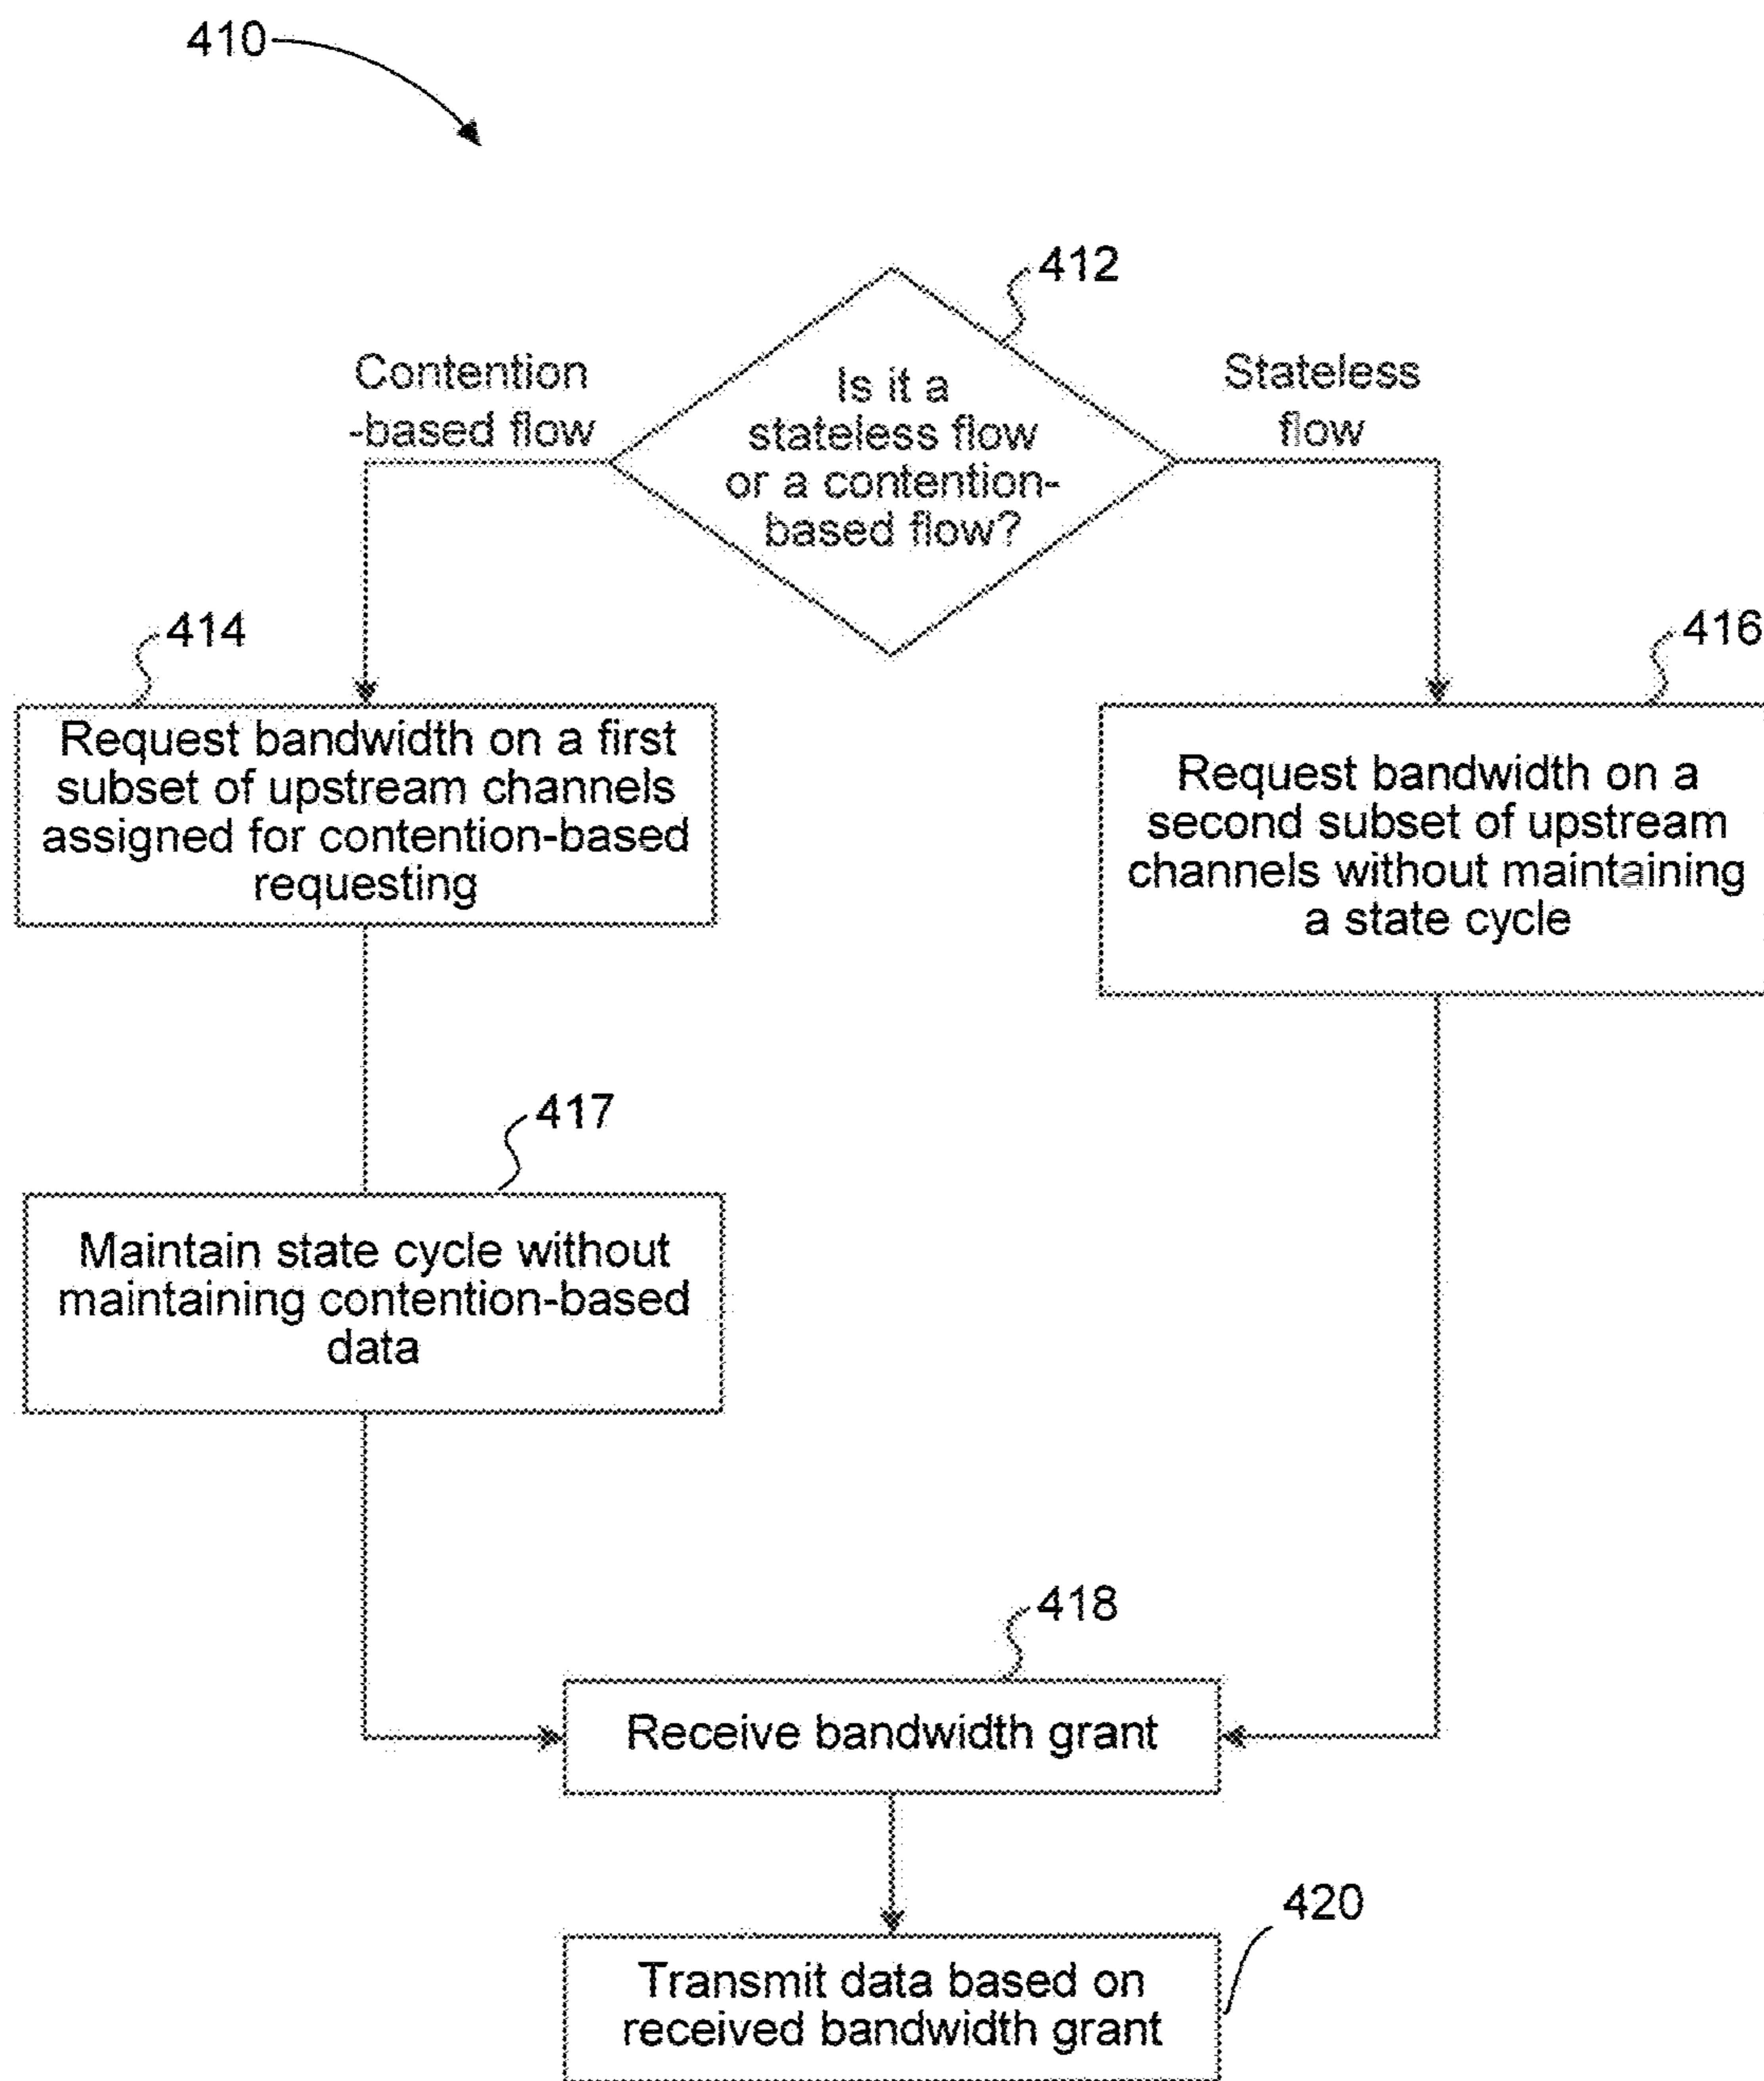 410
412
Contention
-based flow
Is it a
stateless flow
or a contention-
based flow?
Stateless
flow
414
416
Request bandwidth on a first
subset of upstream channels
assigned for contention-based
requesting
Request bandwidth on a
second subset of upstream
channels without maintaining
a state cycle
417
Maintain state cycle without
maintaining contention-based
data
418
Receive bandwidth grant
420
Transmit data based on
received bandwidth grant